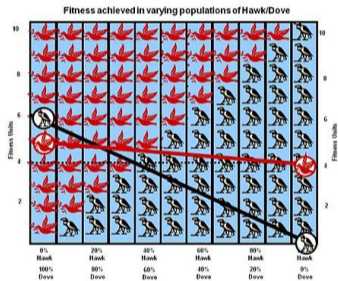 Fitness achieved in varying populations of Hawk/Dove
10
8
6
4
2
Fitness Units
10
8
6
4
2
Fitness Units
0% 20% 40% 60% 80%
Hawk Hawk Hawk Hawk Hawk Hawk
100% 80% 60% 40% 20% 0%
Dove Dove Dove Dove Dove Dove